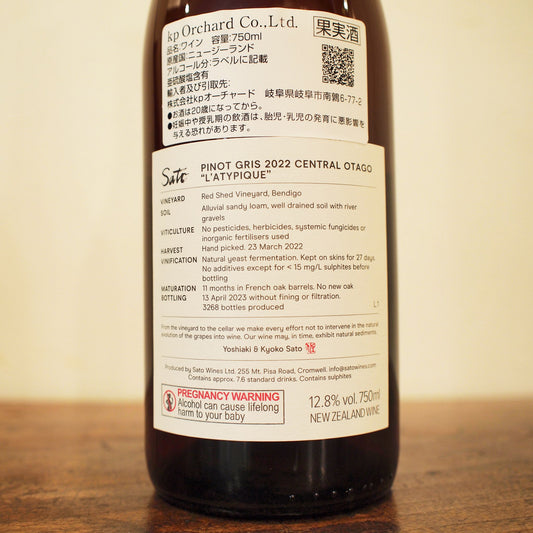 kp Orchard Co.,Ltd.
果実酒
品名:ワイン 容量:750ml
原産国:ニュージーランド
アルコール分:ラベルに記載
亜硫酸塩含有
輸入者及び引取先:
株式会社kpオーチャード 岐阜県岐阜市南鶉6-77-2
●お酒は20歳になってから。
●妊娠中や授乳期の飲酒は、胎児・乳児の発育に悪影響を
与える恐れがあります。
Sato
PINOT GRIS 2022 CENTRAL OTAGO
"L'ATYPIQUE"
VINEYARD Red Shed Vineyard, Bendigo
SOIL Alluvial sandy loam, well drained soil with river
gravels
VITICULTURE No pesticides, herbicides, systemic fungicides or
inorganic fertilisers used
HARVEST Hand picked. 23 March 2022
VINIFICATION Natural yeast fermentation. Kept on skins for 27 days.
No additives except for < 15 mg/L sulphites before
bottling
MATURATION 11 months in French oak barrels. No new oak
BOTTLING 13 April 2023 without fining or filtration.
3268 bottles produced L1
From the vineyard to the cellar we make every effort not to intervene in the natural
evolution of the grapes into wine. Our wine may, in time, exhibit natural sediments.
Yoshiaki & Kyoko Sato
Produced by Sato Wines Ltd. 255 Mt. Pisa Road, Cromwell. info@satowines.com
Contains approx. 7.6 standard drinks. Contains sulphites
PREGNANCY WARNING
Alcohol can cause lifelong
harm to your baby
12.8% vol. 750ml
NEW ZEALAND WINE